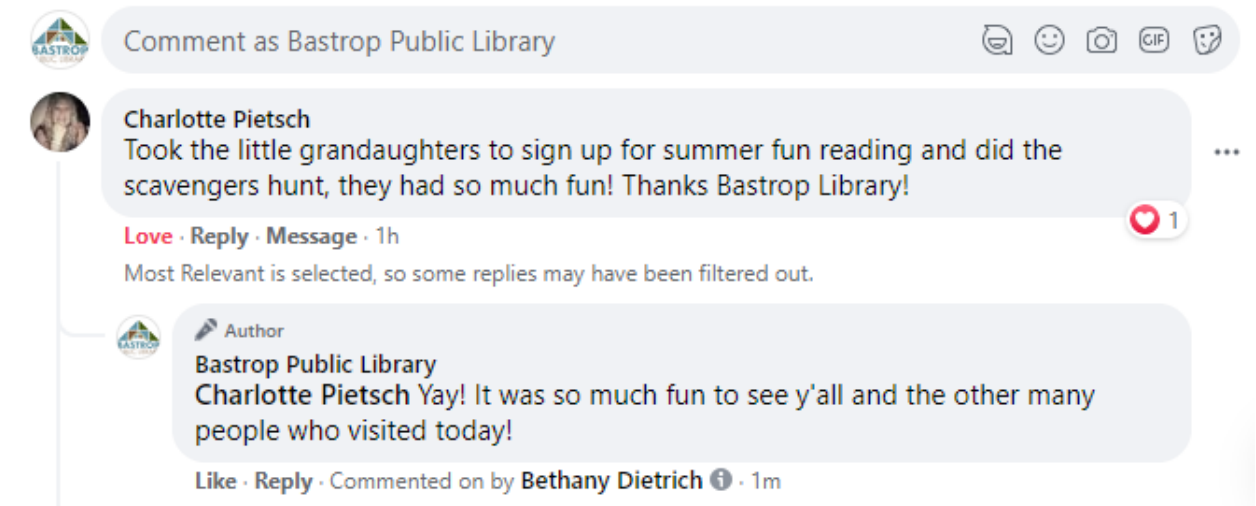 BASTROP
Comment as Bastrop Public Library
GIF
Charlotte Pietsch
Took the little grandaughters to sign up for summer fun reading and did the
scavengers hunt, they had so much fun! Thanks Bastrop Library!
1
Love · Reply · Message · 1h
Most Relevant is selected, so some replies may have been filtered out.
BASTROP
Author
Bastrop Public Library
Charlotte Pietsch Yay! It was so much fun to see y'all and the other many
people who visited today!
Like · Reply · Commented on by Bethany Dietrich · 1m